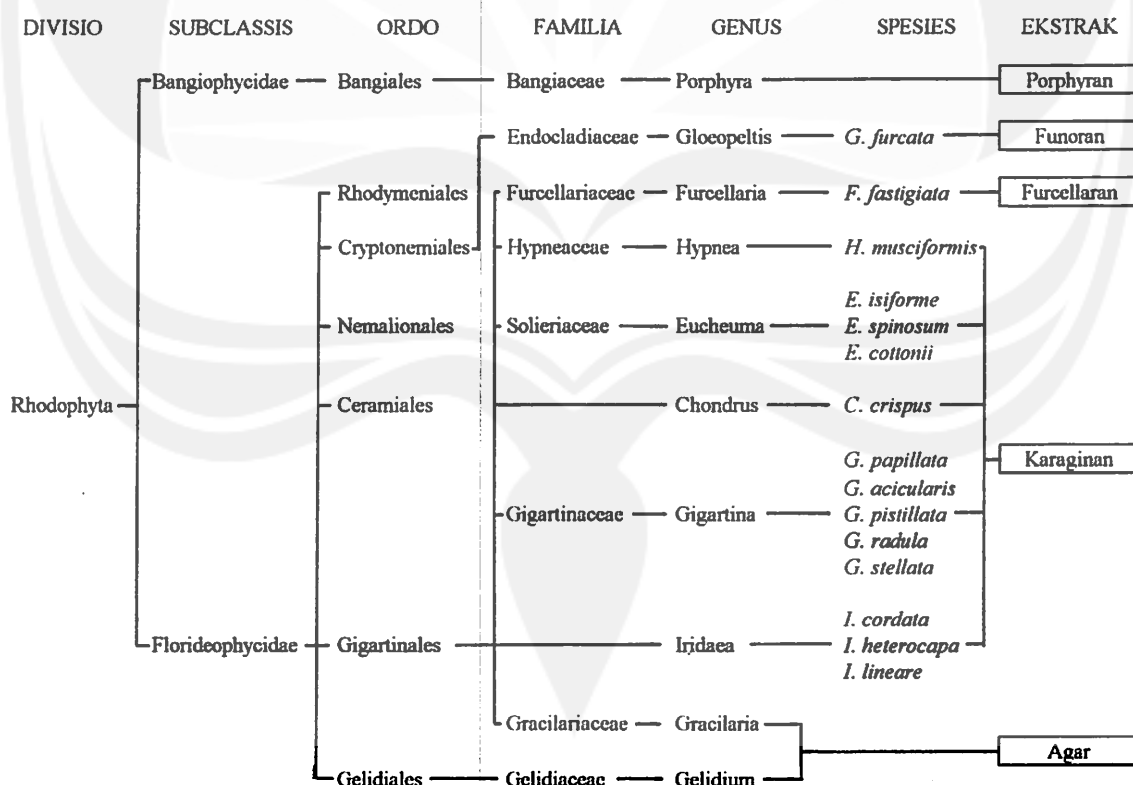 DIVISIO SUBCLASSIS ORDO FAMILIA GENUS SPESIES EKSTRAK
Bangiophycidae Bangiales Bangiaceae Porphyra Porphyran
Endocladiaceae Gloeopeltis G. furcata Funoran
Rhodymeniales Furcellariaceae Furcellaria F. fastigiata Furcellaran
Cryptonemiales Hypneaceae Hypnea H. musciformis
E. isiforme
Nemalionales Solieriaceae Eucheuma E. spinosum
E. cottonii
Rhodophyta Ceramiales Chondrus C. crispus
G. papillata Karaginan
G. acicularis
Gigartinaceae Gigartina G. pistillata
G. radula
G. stellata
I. cordata
Florideophycidae Gigartinales Iridaea I. heterocapa
I. lineare
Gracilariaceae Gracilaria
Agar
Gelidiales Gelidiaceae Gelidium